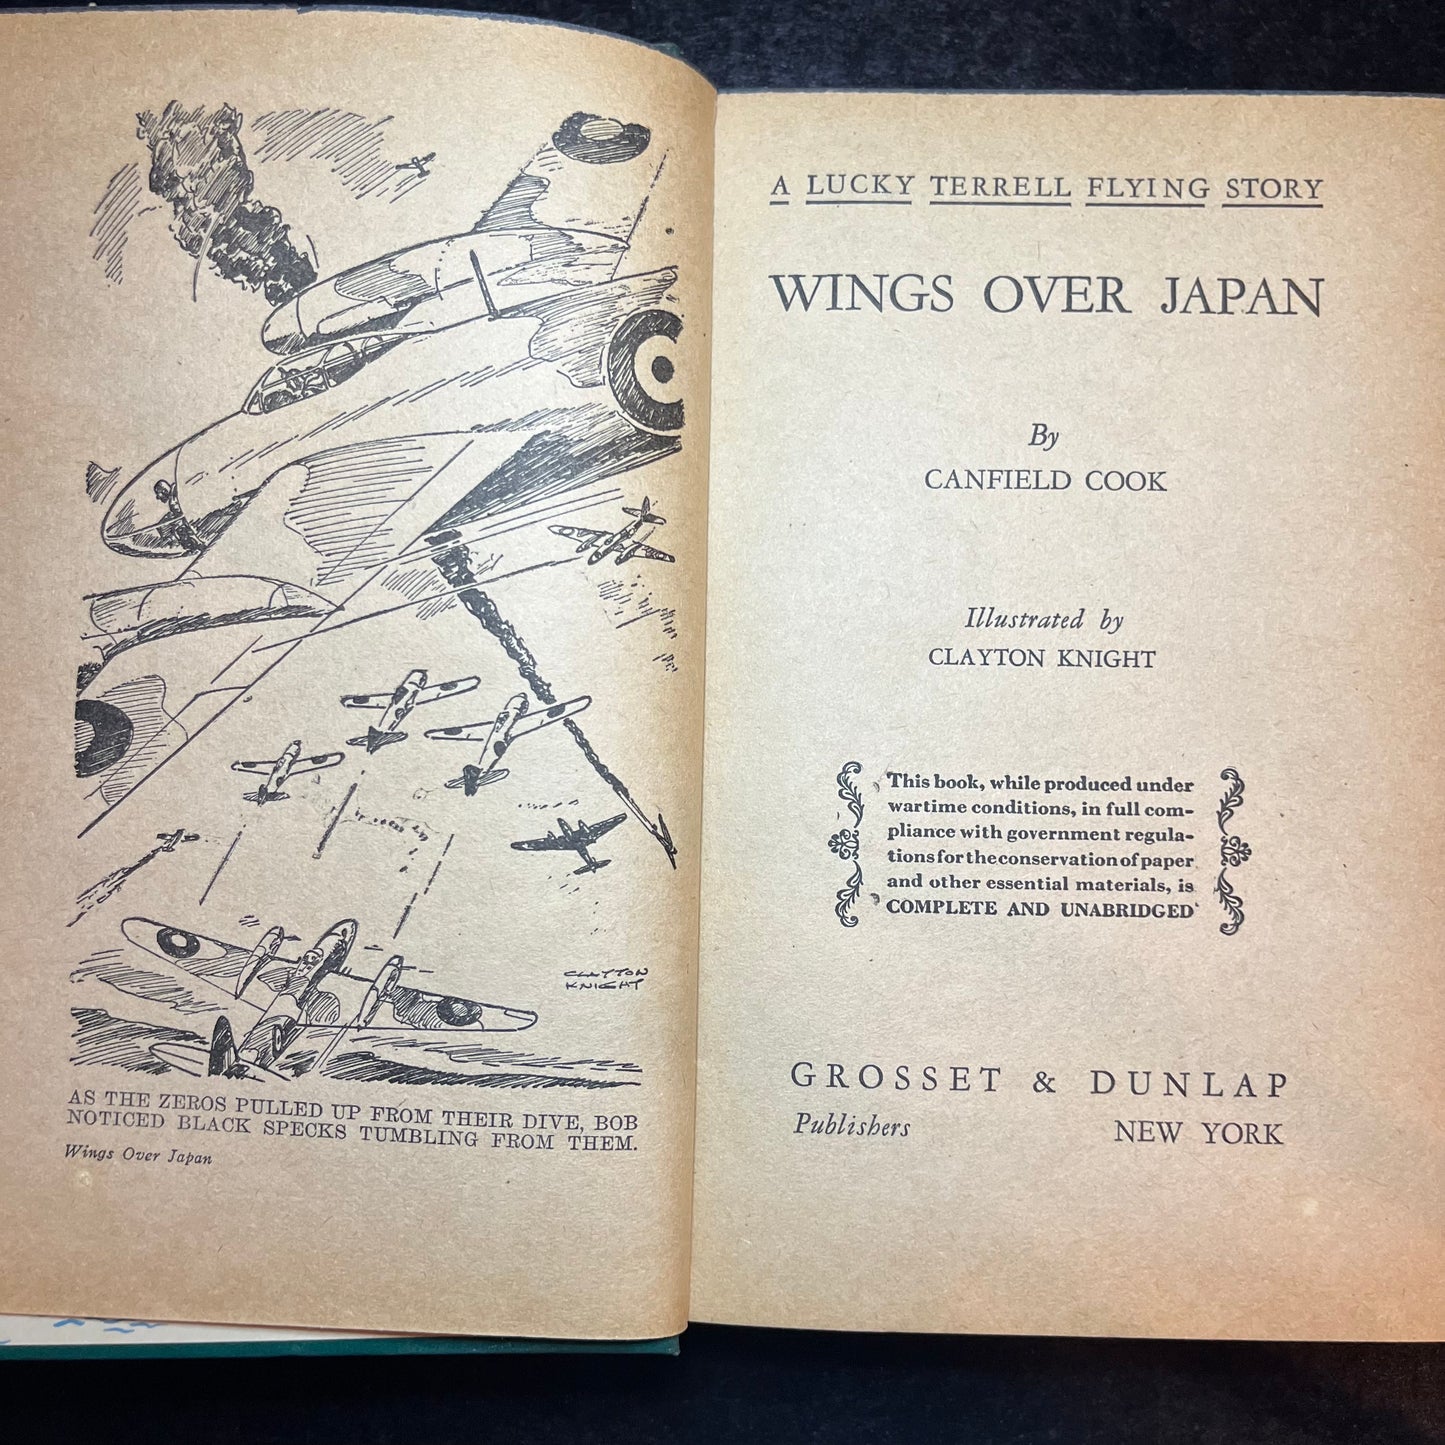 CLAYTON
KNIGHT
AS THE ZEROS PULLED UP FROM THEIR DIVE, BOB
NOTICED BLACK SPECKS TUMBLING FROM THEM.
Wings Over Japan
A LUCKY TERRELL FLYING STORY
WINGS OVER JAPAN
By
CANFIELD COOK
Illustrated by
CLAYTON KNIGHT
This book, while produced under
wartime conditions, in full com-
pliance with government regula-
tions for the conservation of paper
and other essential materials, is
COMPLETE AND UNABRIDGED
GROSSET & DUNLAP
Publishers NEW YORK